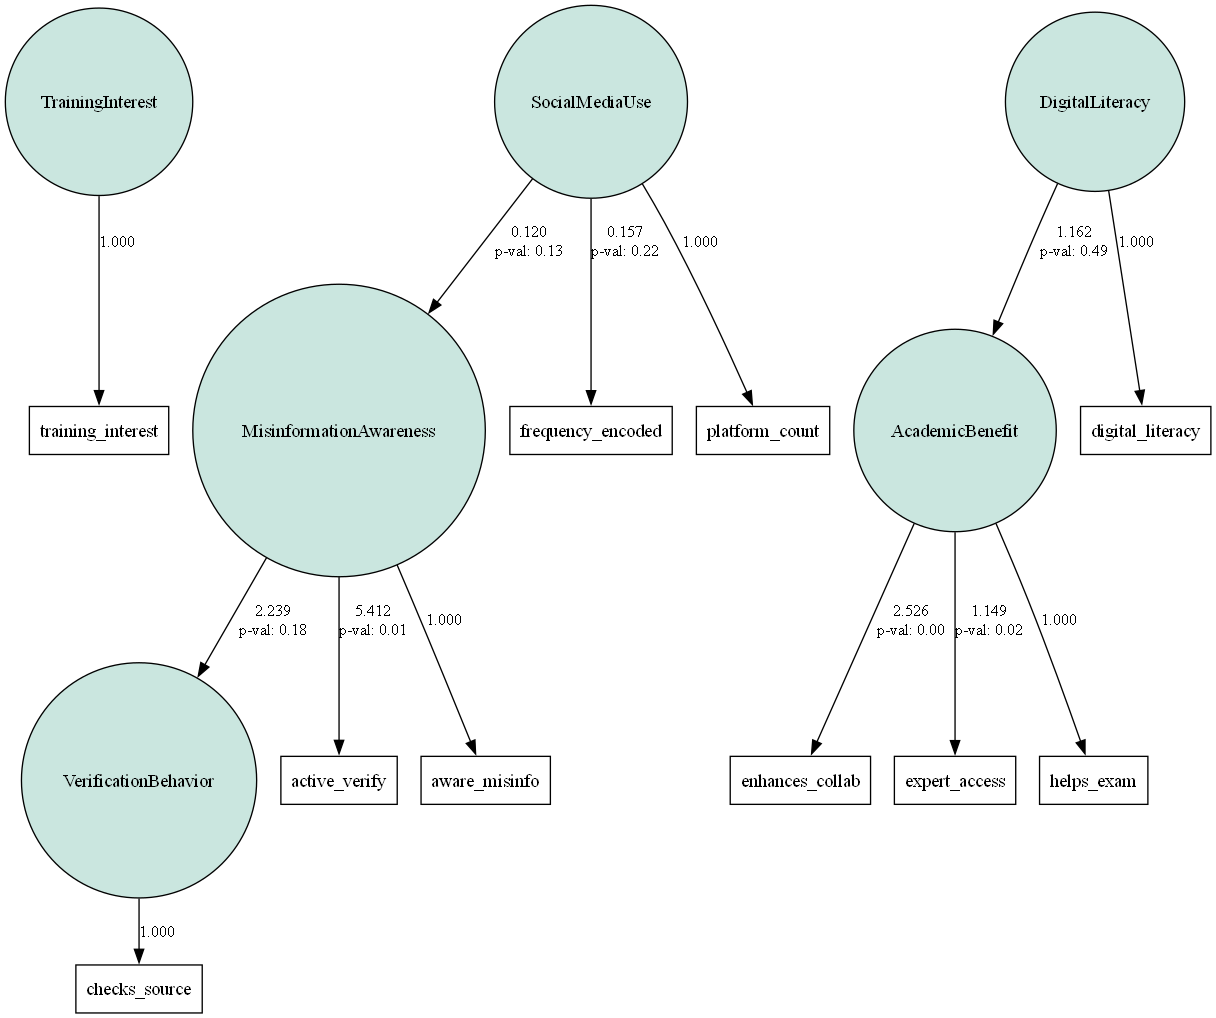 TrainingInterest
SocialMediaUse
DigitalLiteracy
1.000
0.120
p-val: 0.13
0.157
p-val: 0.22
1.000
1.162
p-val: 0.49
1.000
training_interest
MisinformationAwareness
frequency_encoded
platform_count
AcademicBenefit
digital_literacy
2.239
p-val: 0.18
5.412
p-val: 0.01
1.000
2.526
p-val: 0.00
1.149
p-val: 0.02
1.000
VerificationBehavior
active_verify
aware_misinfo
enhances_collab
expert_access
helps_exam
1.000
checks_source